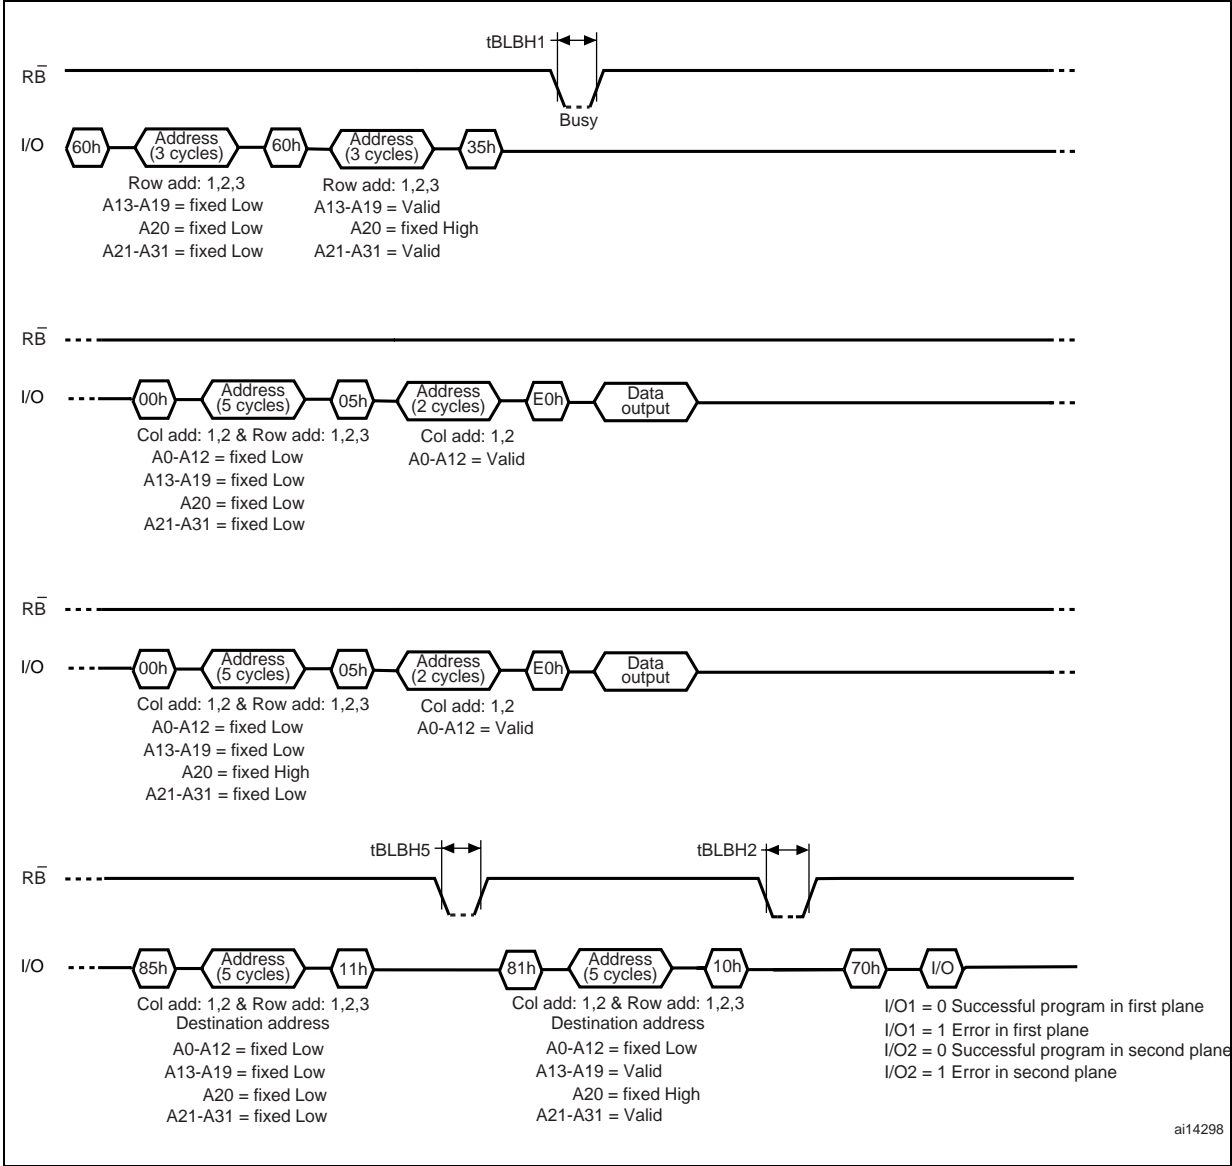 tBLBH1
RB̅
Busy
I/O 60h Address (3 cycles) 60h Address (3 cycles) 35h
Row add: 1,2,3
A13-A19 = fixed Low
A20 = fixed Low
A21-A31 = fixed Low
Row add: 1,2,3
A13-A19 = Valid
A20 = fixed High
A21-A31 = Valid
RB̅
I/O 00h Address (5 cycles) 05h Address (2 cycles) E0h Data output
Col add: 1,2 & Row add: 1,2,3
A0-A12 = fixed Low
A13-A19 = fixed Low
A20 = fixed Low
A21-A31 = fixed Low
Col add: 1,2
A0-A12 = Valid
RB̅
I/O 00h Address (5 cycles) 05h Address (2 cycles) E0h Data output
Col add: 1,2 & Row add: 1,2,3
A0-A12 = fixed Low
A13-A19 = fixed Low
A20 = fixed High
A21-A31 = fixed Low
Col add: 1,2
A0-A12 = Valid
tBLBH5 tBLBH2
RB̅
I/O 85h Address (5 cycles) 11h 81h Address (5 cycles) 10h 70h I/O
Col add: 1,2 & Row add: 1,2,3
Destination address
A0-A12 = fixed Low
A13-A19 = fixed Low
A20 = fixed Low
A21-A31 = fixed Low
Col add: 1,2 & Row add: 1,2,3
Destination address
A0-A12 = fixed Low
A13-A19 = Valid
A20 = fixed High
A21-A31 = Valid
I/O1 = 0 Successful program in first plane
I/O1 = 1 Error in first plane
I/O2 = 0 Successful program in second plane
I/O2 = 1 Error in second plane
ai14298